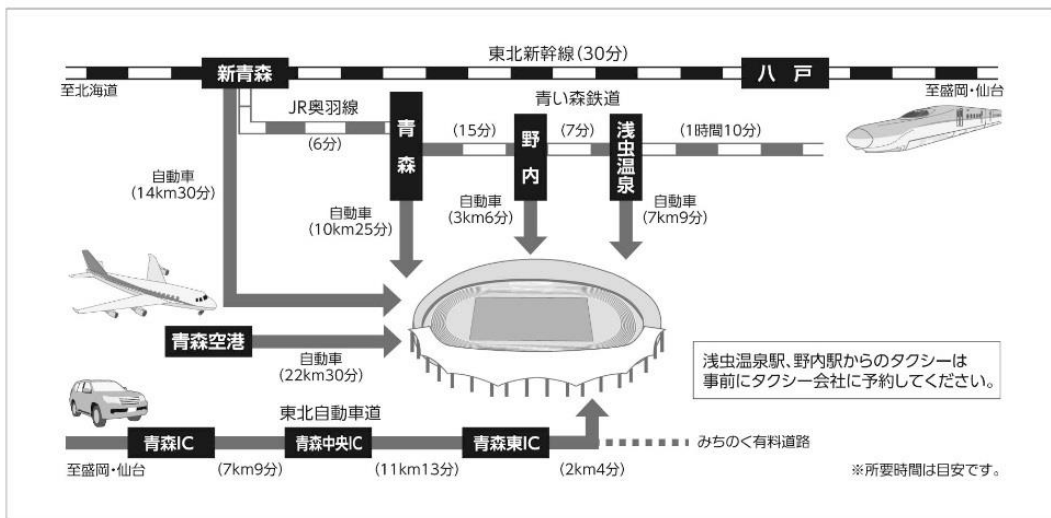 東北新幹線(30分)
新青森
八戸
至北海道
至盛岡・仙台
JR奥羽線
青い森鉄道
(6分)
青森
(15分)
野内
(7分)
浅虫温泉
(1時間10分)
自動車
(14km30分)
自動車
(10km25分)
自動車
(3km6分)
自動車
(7km9分)
青森空港
自動車
(22km30分)
浅虫温泉駅、野内駅からのタクシーは
事前にタクシー会社に予約してください。
東北自動車道
青森IC
青森中央IC
青森東IC
みちのく有料道路
至盛岡・仙台
(7km9分)
(11km13分)
(2km4分)
※所要時間は目安です。